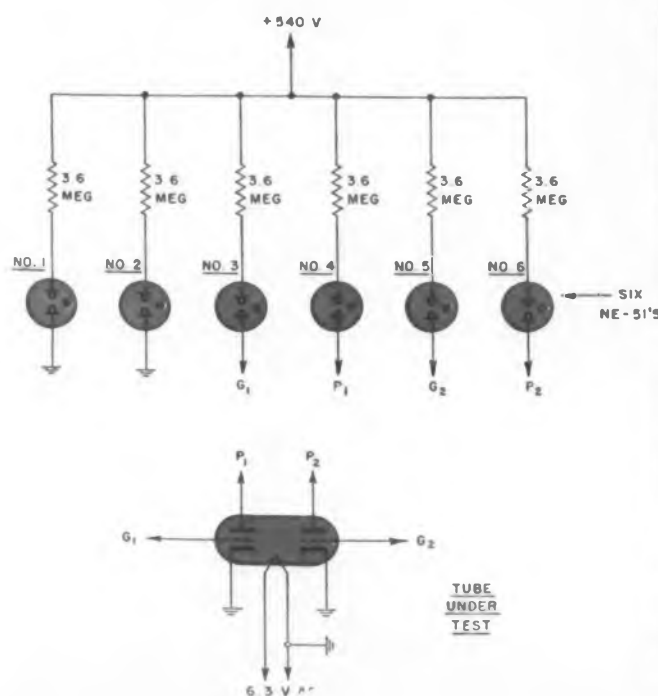 +540 V
3.6 MEG
3.6 MEG
3.6 MEG
3.6 MEG
3.6 MEG
3.6 MEG
NO. 1
NO. 2
NO. 3
NO. 4
NO. 5
NO. 6
SIX
NE-51'S
G₁
P₁
G₂
P₂
P₁
P₂
G₁
G₂
TUBE
UNDER
TEST
6.3 V